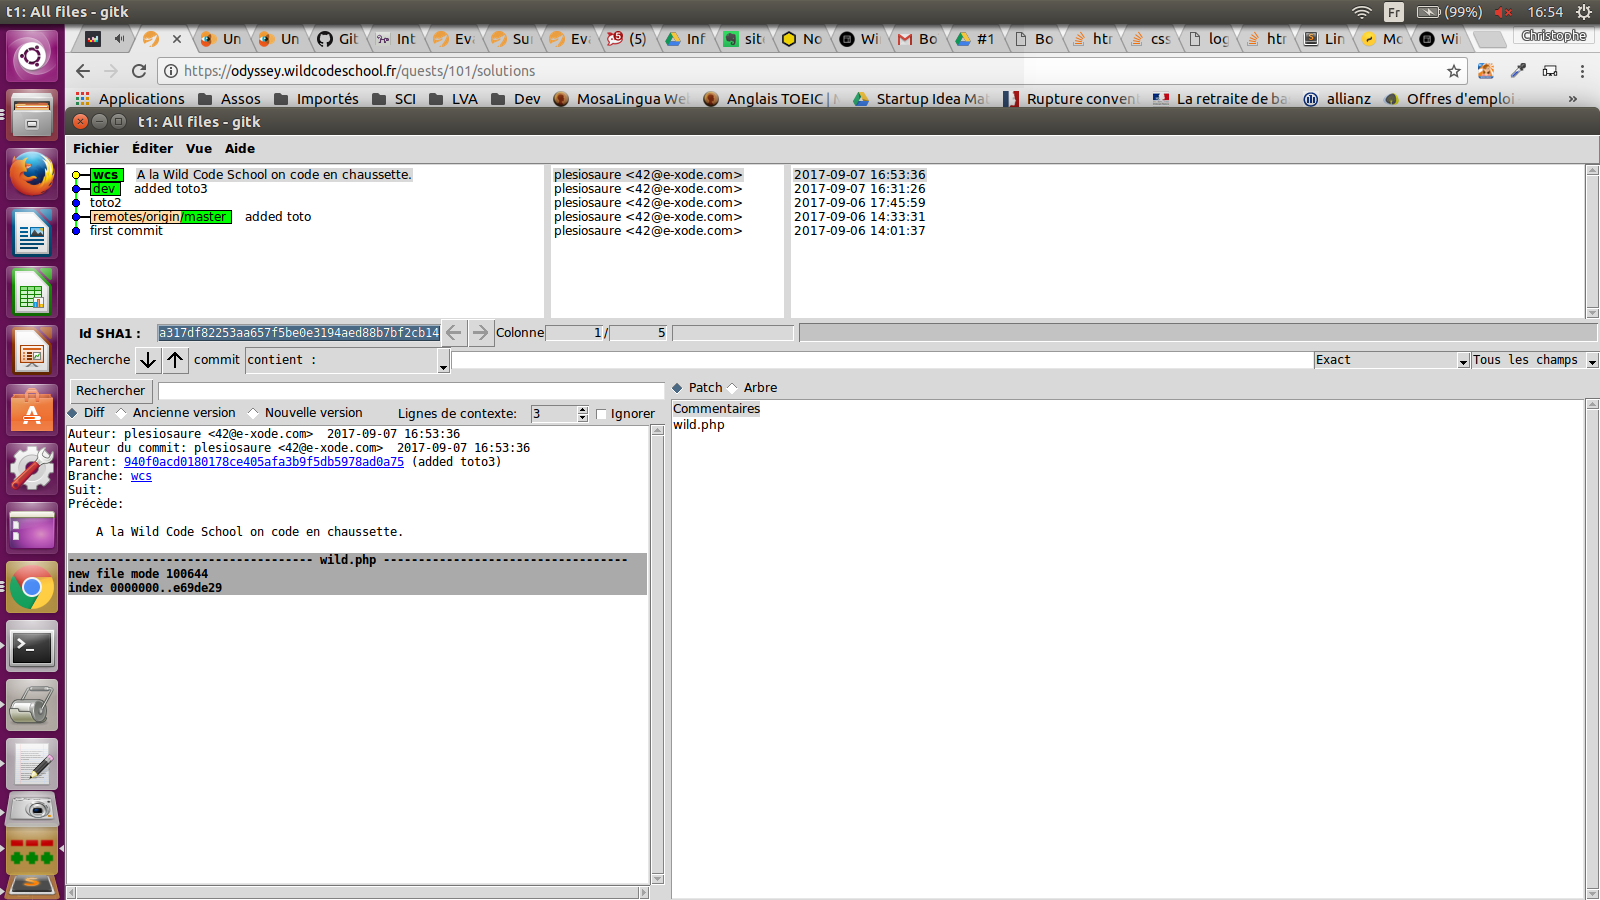 t1: All files - gitk
Fr
(99%)
16:54
Un
Un
Git
Int
Eva
Sui
Eva
(5)
Inf
site
No
Wi
Bo
#1
Bo
htr
css
log
htr
Lin
Mo
Wi
Christophe
https://odyssey.wildcodeschool.fr/quests/101/solutions
Applications
Assos
Importés
SCI
LVA
Dev
MosaLingua We
Anglais TOEIC |
Startup Idea Mat
Rupture conven
La retraite de ba
allianz
Offres d'emploi
»
t1: All files - gitk
Fichier Éditer Vue Aide
wcs A la Wild Code School on code en chaussette. plesiosaure <42@e-xode.com> 2017-09-07 16:53:36
dev added toto3 plesiosaure <42@e-xode.com> 2017-09-07 16:31:26
toto2 plesiosaure <42@e-xode.com> 2017-09-06 17:45:59
remotes/origin/master added toto plesiosaure <42@e-xode.com> 2017-09-06 14:33:31
first commit plesiosaure <42@e-xode.com> 2017-09-06 14:01:37
Id SHA1 : a317df82253aa657f5be0e3194aed88b7bf2cb14 Colonne 1 / 5
Recherche commit contient : Exact Tous les champs
Rechercher
Patch Arbre
Diff Ancienne version Nouvelle version Lignes de contexte: 3 Ignorer
Commentaires
wild.php
Auteur: plesiosaure <42@e-xode.com> 2017-09-07 16:53:36
Auteur du commit: plesiosaure <42@e-xode.com> 2017-09-07 16:53:36
Parent: 940f0acd0180178ce405afa3b9f5db5978ad0a75 (added toto3)
Branche: wcs
Suit:
Précède:
A la Wild Code School on code en chaussette.
----------------------------------- wild.php -----------------------------------
new file mode 100644
index 0000000..e69de29